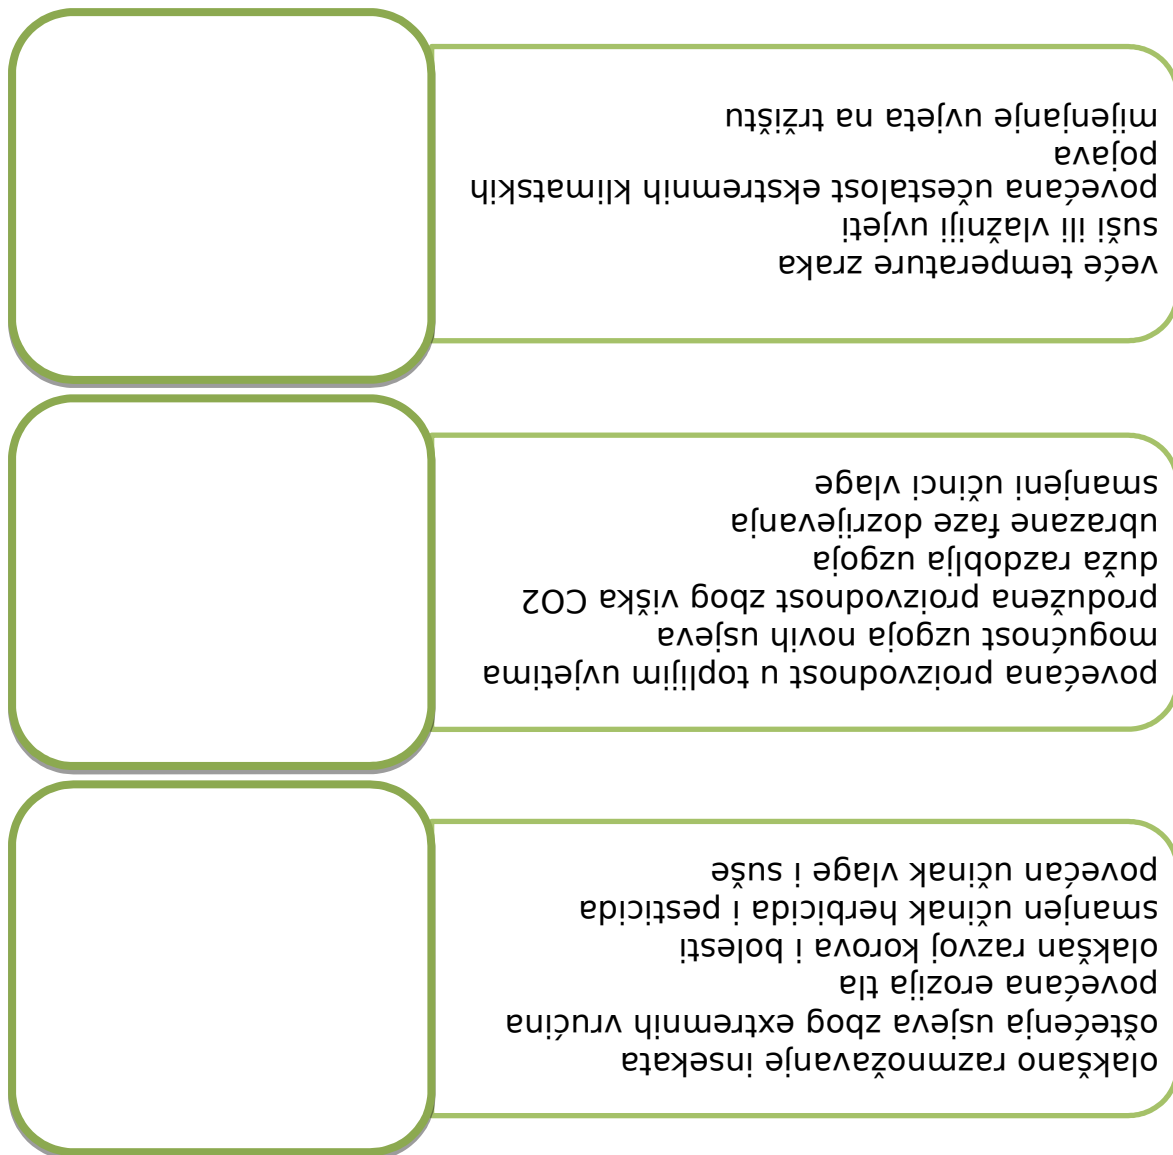 olakšano razmnožavanje insekata
oštećenja usjeva zbog extremnih vrućina
povećana erozija tla
olakšan razvoj korova i bolesti
smanjen učinak herbicida i pesticida
povećan učinak vlage i suše
povećana proizvodnost u toplijim uvjetima
mogućnost uzgoja novih usjeva
produžena proizvodnost zbog viška CO2
duža razdoblja uzgoja
ubrazane faze dozrijevanja
smanjeni učinci vlage
veće temperature zraka
suši ili vlažniji uvjeti
povećana učestalost ekstremnih klimatskih
pojava
mijenjanje uvjeta na tržištu